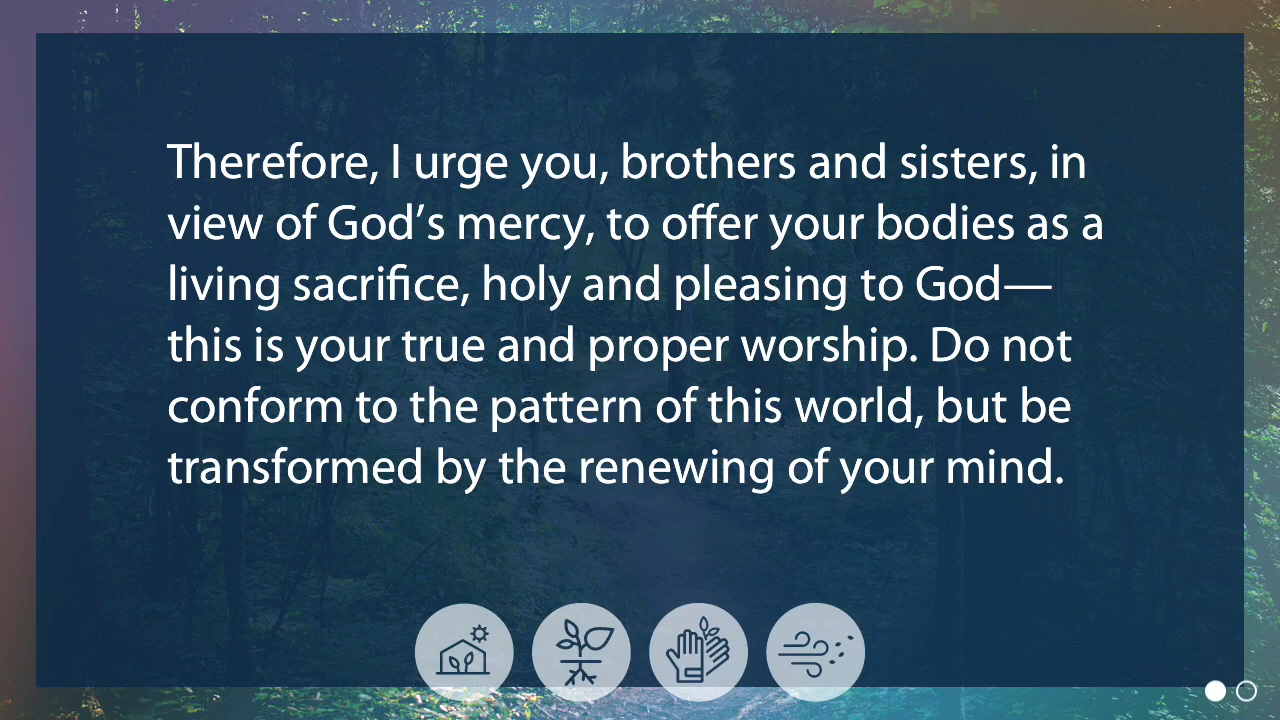 Therefore, I urge you, brothers and sisters, in
view of God’s mercy, to offer your bodies as a
living sacrifice, holy and pleasing to God—
this is your true and proper worship. Do not
conform to the pattern of this world, but be
transformed by the renewing of your mind.